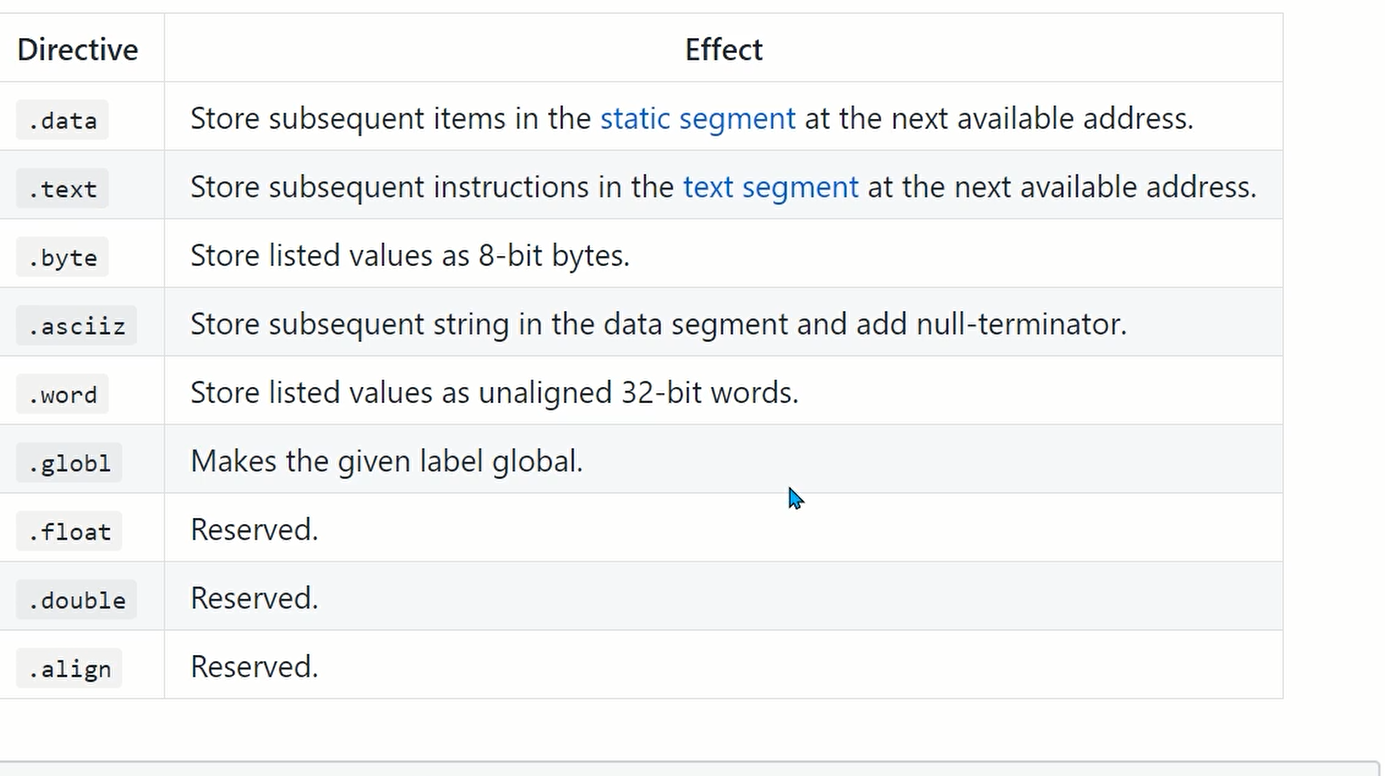 Directive Effect
.data Store subsequent items in the static segment at the next available address.
.text Store subsequent instructions in the text segment at the next available address.
.byte Store listed values as 8-bit bytes.
.asciiz Store subsequent string in the data segment and add null-terminator.
.word Store listed values as unaligned 32-bit words.
.globl Makes the given label global.
.float Reserved.
.double Reserved.
.align Reserved.